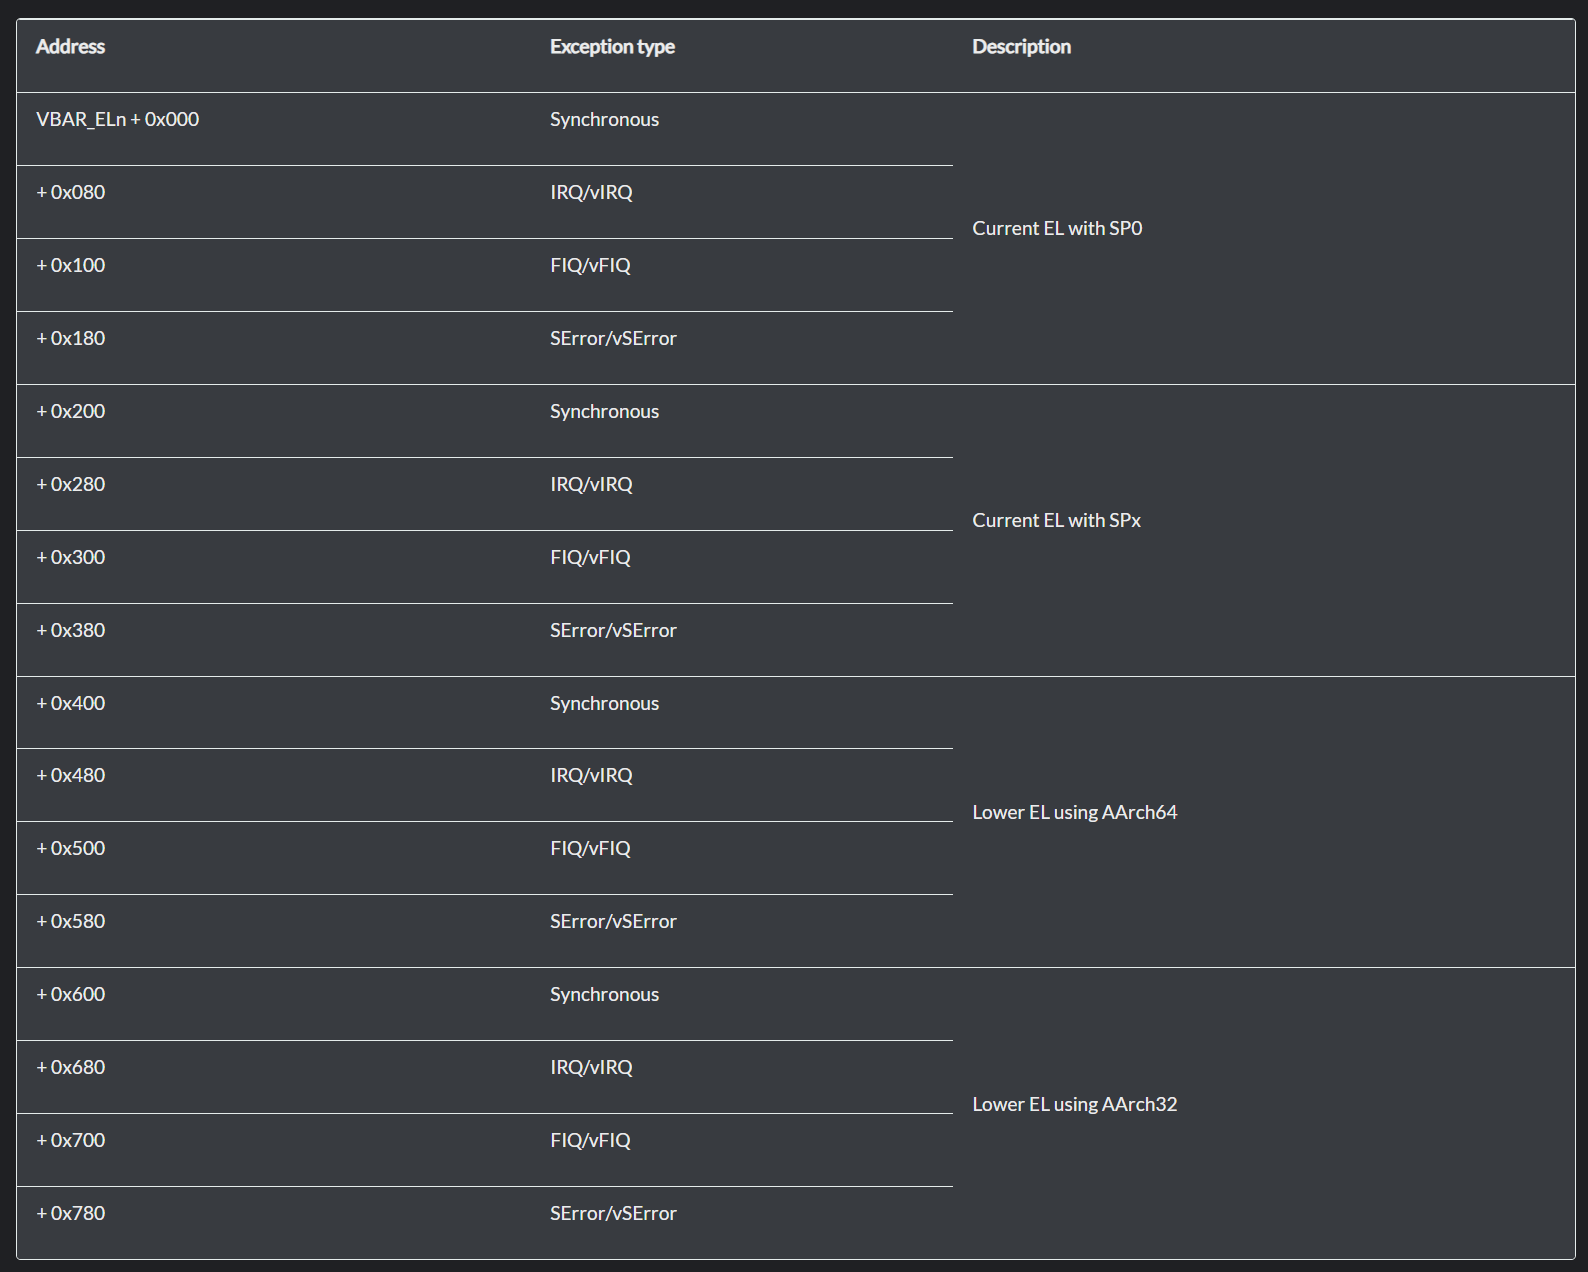 Address Exception type Description
VBAR_ELn + 0x000 Synchronous
+ 0x080 IRQ/vIRQ
Current EL with SP0
+ 0x100 FIQ/vFIQ
+ 0x180 SError/vSError
+ 0x200 Synchronous
+ 0x280 IRQ/vIRQ
Current EL with SPx
+ 0x300 FIQ/vFIQ
+ 0x380 SError/vSError
+ 0x400 Synchronous
+ 0x480 IRQ/vIRQ
Lower EL using AArch64
+ 0x500 FIQ/vFIQ
+ 0x580 SError/vSError
+ 0x600 Synchronous
+ 0x680 IRQ/vIRQ
Lower EL using AArch32
+ 0x700 FIQ/vFIQ
+ 0x780 SError/vSError